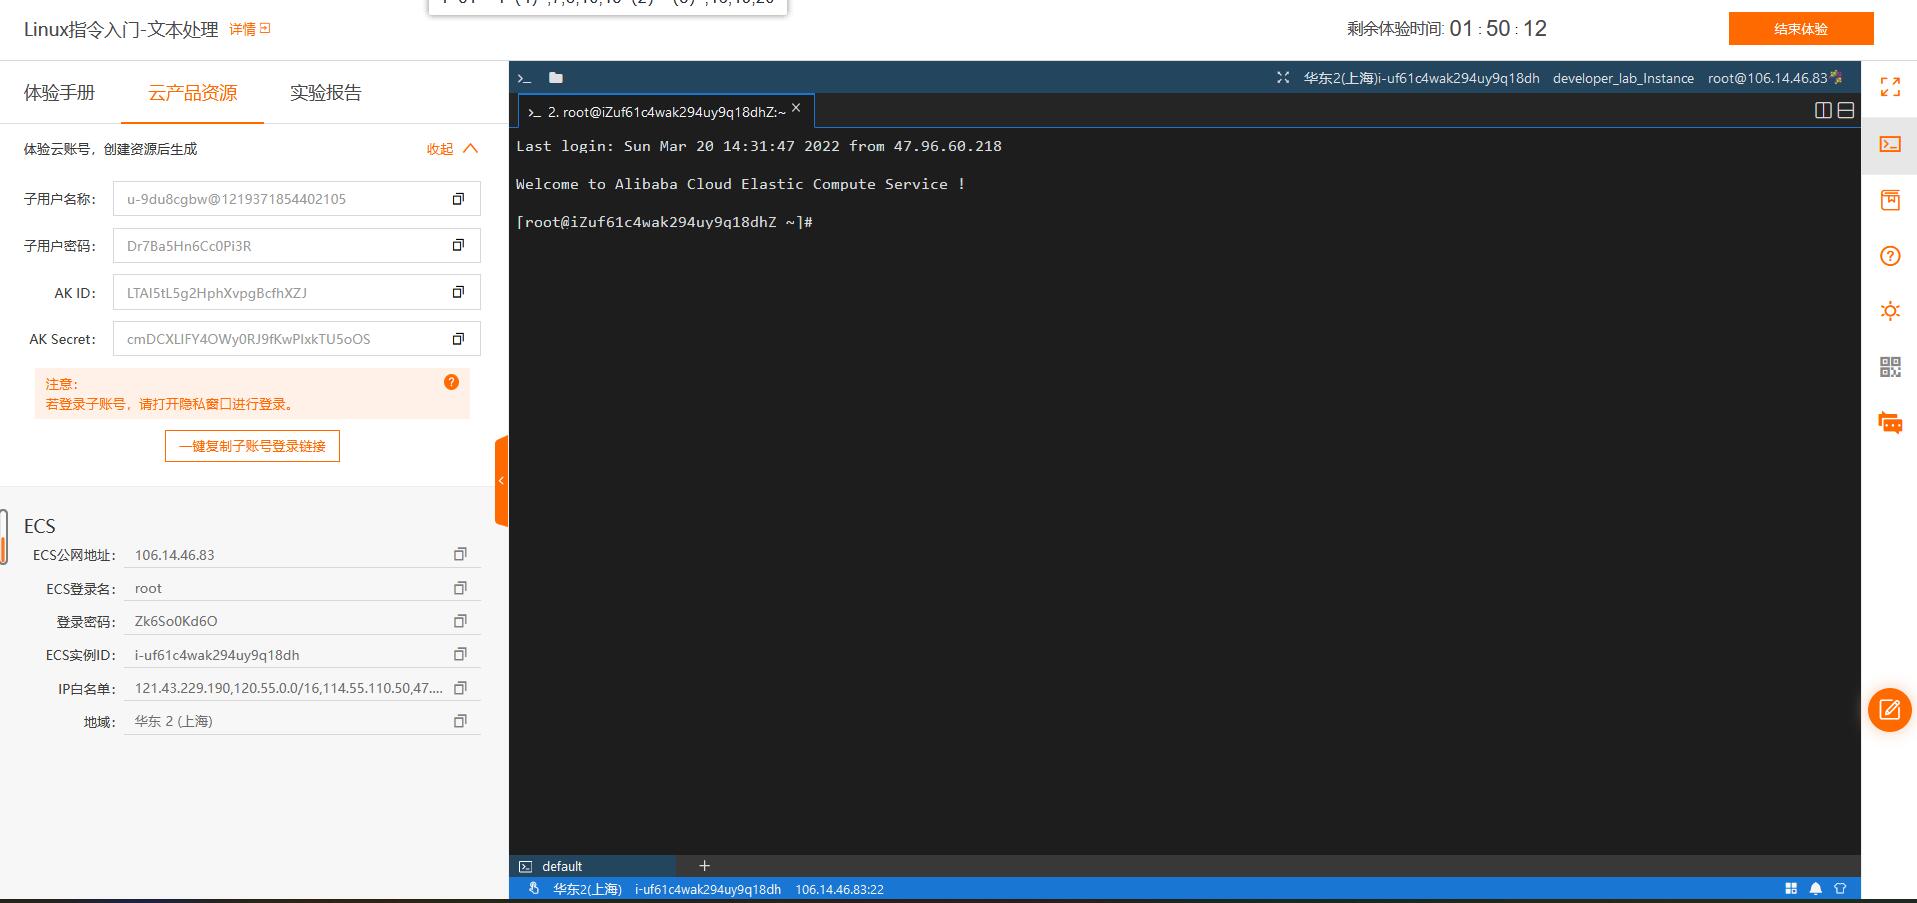 Linux指令入门-文本处理 详情
剩余体验时间: 01 : 50 : 12
结束体验
体验手册 云产品资源 实验报告
体验云账号，创建资源后生成 收起
子用户名称： u-9du8cgbw@1219371854402105
子用户密码： Dr7Ba5Hn6Cc0Pi3R
AK ID： LTAI5tL5g2HphXvpgBcfhXZJ
AK Secret： cmDCXLIFY4OWy0RJ9fKwPlxkTU5oOS
注意：
若登录子账号，请打开隐私窗口进行登录。
一键复制子账号登录链接
ECS
ECS公网地址： 106.14.46.83
ECS登录名： root
登录密码： Zk6So0Kd6O
ECS实例ID： i-uf61c4wak294uy9q18dh
IP白名单： 121.43.229.190,120.55.0.0/16,114.55.110.50,47....
地域： 华东 2 (上海)
华东2(上海)i-uf61c4wak294uy9q18dh developer_lab_Instance root@106.14.46.83
2. root@iZuf61c4wak294uy9q18dhZ:~
Last login: Sun Mar 20 14:31:47 2022 from 47.96.60.218
Welcome to Alibaba Cloud Elastic Compute Service !
[root@iZuf61c4wak294uy9q18dhZ ~]#
default
华东2(上海) i-uf61c4wak294uy9q18dh 106.14.46.83:22